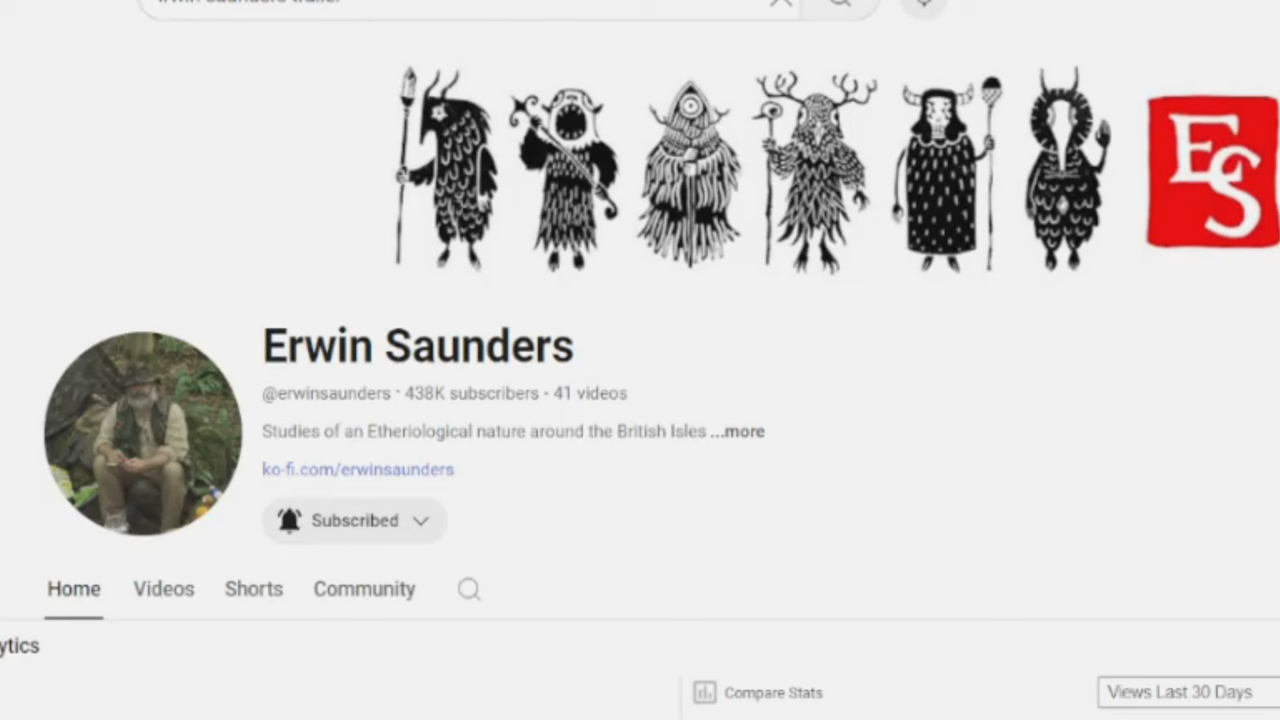 ECS
Erwin Saunders
@erwinsaunders · 438K subscribers · 41 videos
Studies of an Etheriological nature around the British Isles ...more
ko-fi.com/erwinsaunders
Subscribed
Home Videos Shorts Community
ytics
Compare Stats
Views Last 30 Days